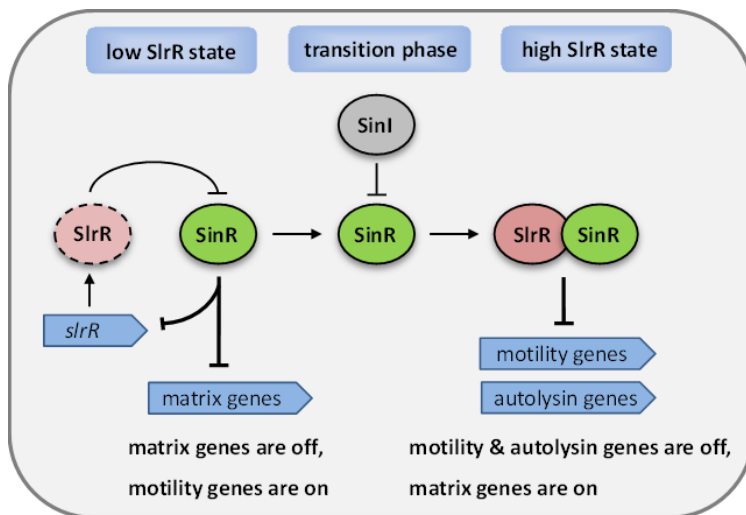 low SlrR state
transition phase
high SlrR state
SinI
SlrR
SinR
SinR
SlrR
SinR
slrR
motility genes
matrix genes
autolysin genes
matrix genes are off,
motility genes are on
motility & autolysin genes are off,
matrix genes are on